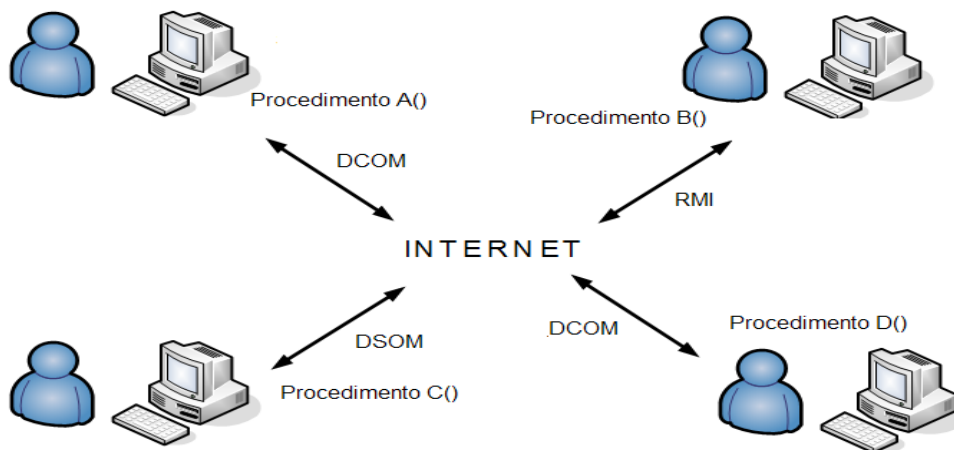 Procedimento A()
Procedimento B()
DCOM
RMI
INTERNET
DSOM
DCOM
Procedimento D()
Procedimento C()